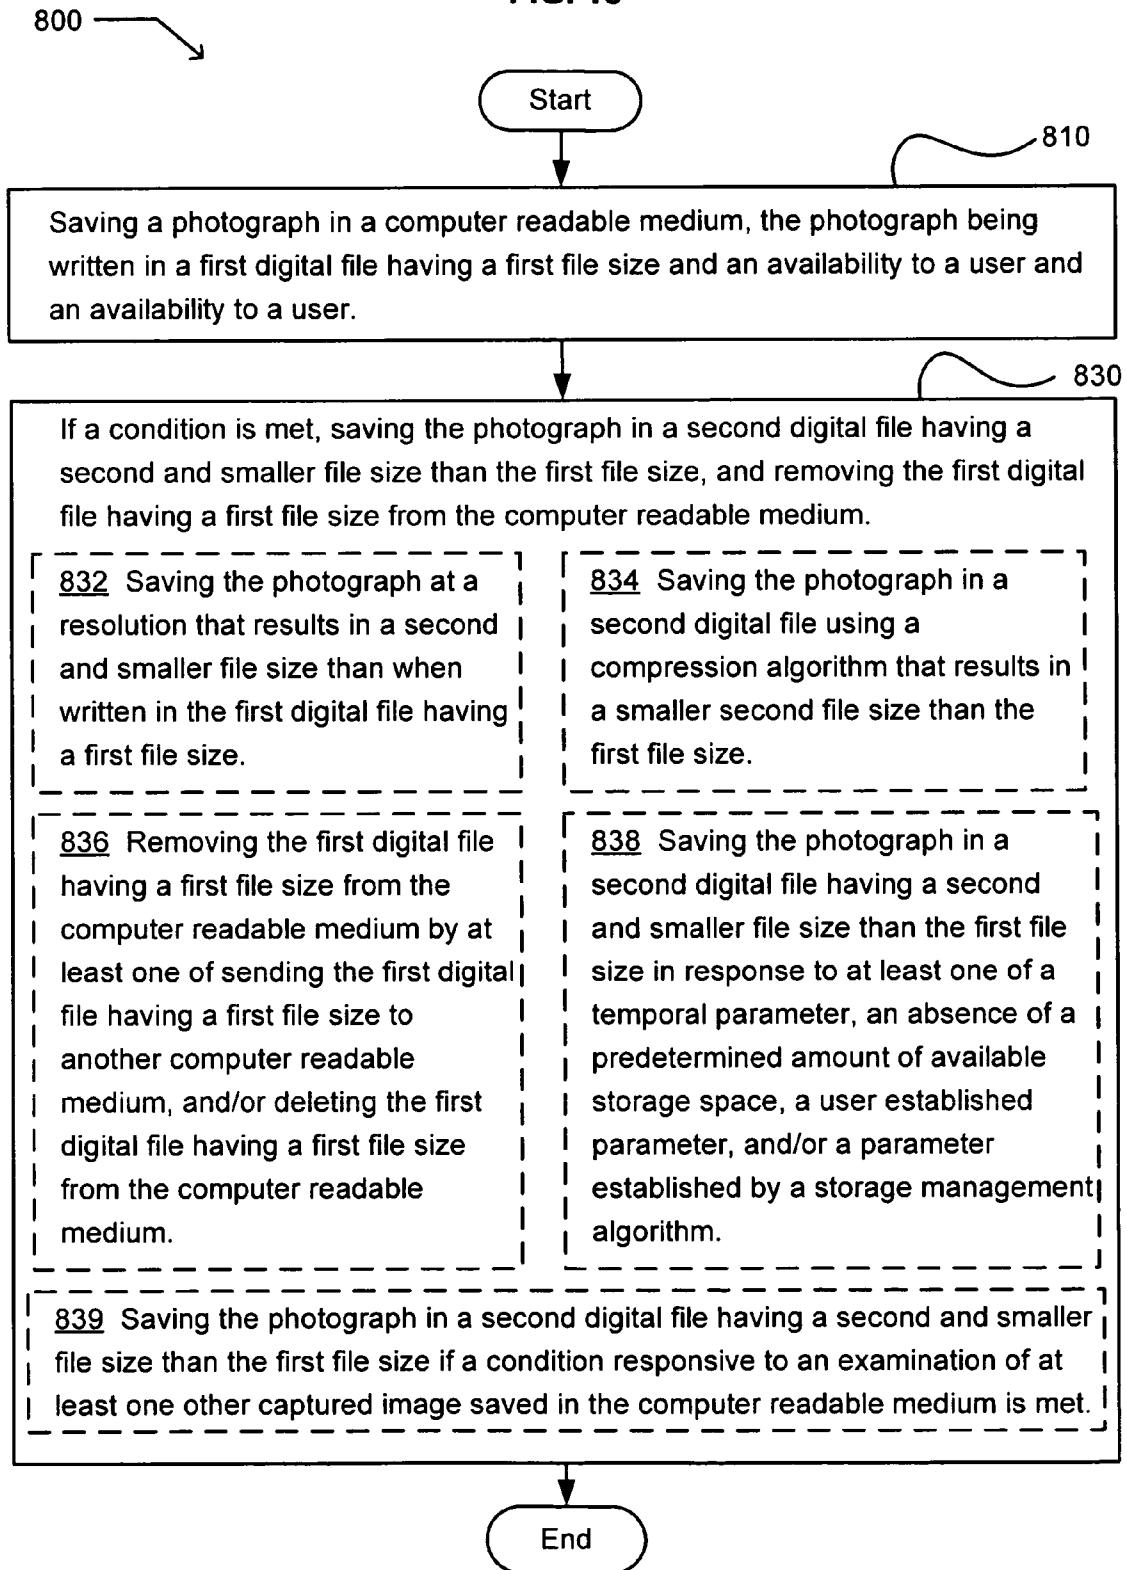 800
Start
810
Saving a photograph in a computer readable medium, the photograph being
written in a first digital file having a first file size and an availability to a user and
an availability to a user.
830
If a condition is met, saving the photograph in a second digital file having a
second and smaller file size than the first file size, and removing the first digital
file having a first file size from the computer readable medium.
832 Saving the photograph at a
resolution that results in a second
and smaller file size than when
written in the first digital file having
a first file size.
834 Saving the photograph in a
second digital file using a
compression algorithm that results in
a smaller second file size than the
first file size.
836 Removing the first digital file
having a first file size from the
computer readable medium by at
least one of sending the first digital
file having a first file size to
another computer readable
medium, and/or deleting the first
digital file having a first file size
from the computer readable
medium.
838 Saving the photograph in a
second digital file having a second
and smaller file size than the first file
size in response to at least one of a
temporal parameter, an absence of a
predetermined amount of available
storage space, a user established
parameter, and/or a parameter
established by a storage management
algorithm.
839 Saving the photograph in a second digital file having a second and smaller
file size than the first file size if a condition responsive to an examination of at
least one other captured image saved in the computer readable medium is met.
End